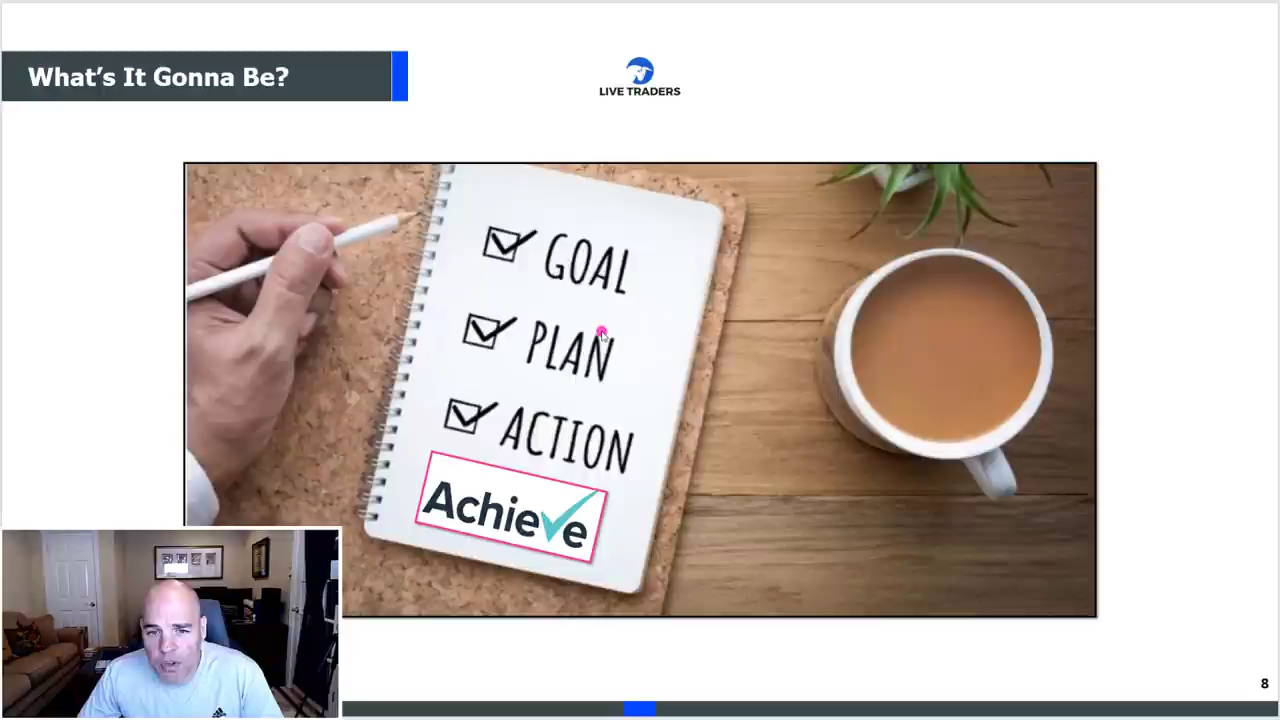 What's It Gonna Be?
LIVE TRADERS
GOAL
PLAN
ACTION
Achieve
8